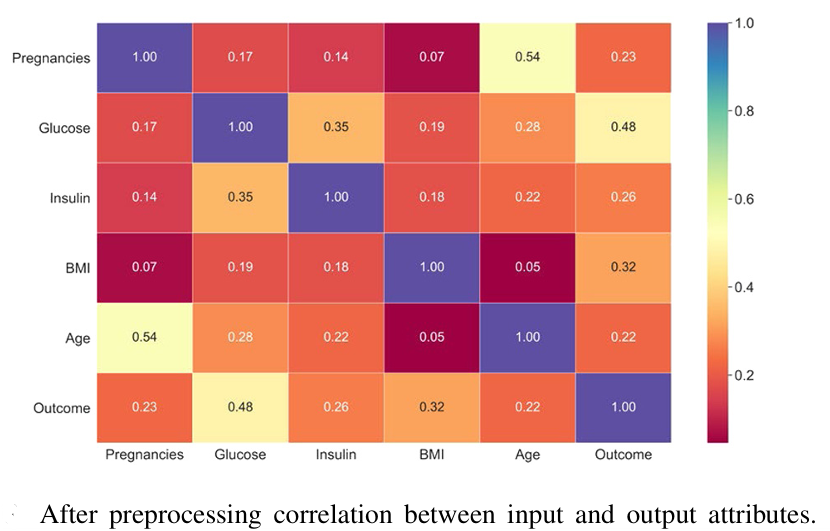 1.0
Pregnancies 1.00 0.17 0.14 0.07 0.54 0.23
0.8
Glucose 0.17 1.00 0.35 0.19 0.28 0.48
0.6
Insulin 0.14 0.35 1.00 0.18 0.22 0.26
BMI 0.07 0.19 0.18 1.00 0.05 0.32
0.4
Age 0.54 0.28 0.22 0.05 1.00 0.22
0.2
Outcome 0.23 0.48 0.26 0.32 0.22 1.00
Pregnancies Glucose Insulin BMI Age Outcome
After preprocessing correlation between input and output attributes.